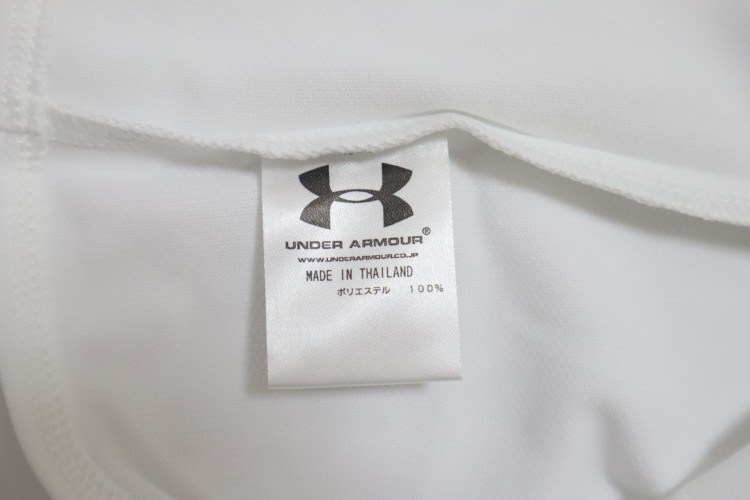 UNDER ARMOUR®
WWW.UNDERARMOUR.CO.JP
MADE IN THAILAND
ポリエステル 100%